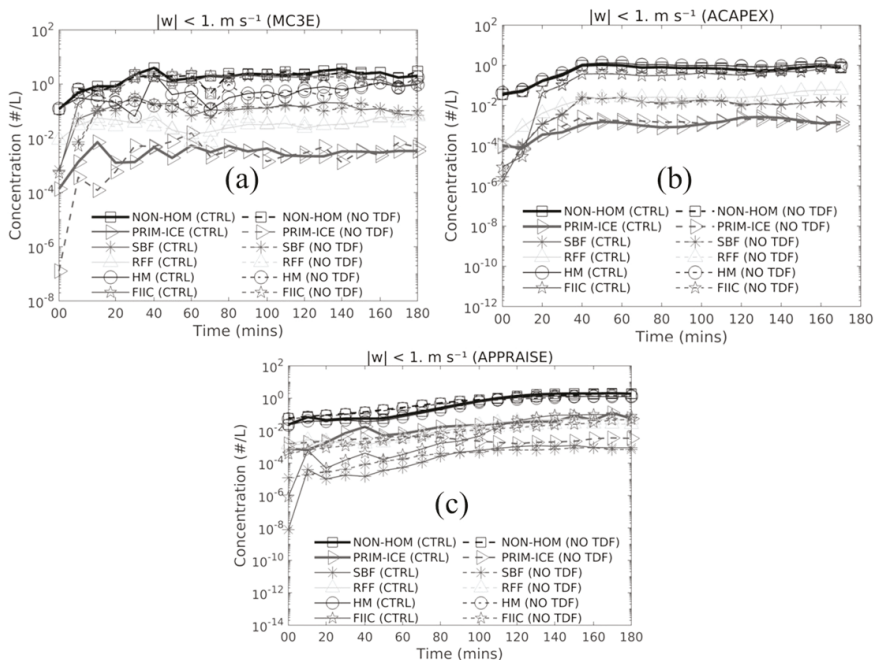 |w| < 1. m s⁻¹ (MC3E)
10²
10⁰
10⁻²
10⁻⁴
10⁻⁶
10⁻⁸
Concentration (#/L)
(a)
NON-HOM (CTRL) NON-HOM (NO TDF)
PRIM-ICE (CTRL) PRIM-ICE (NO TDF)
SBF (CTRL) SBF (NO TDF)
RFF (CTRL) RFF (NO TDF)
HM (CTRL) HM (NO TDF)
FIIC (CTRL) FIIC (NO TDF)
00 20 40 60 80 100 120 140 160 180
Time (mins)
|w| < 1. m s⁻¹ (ACAPEX)
10²
10⁰
10⁻²
10⁻⁴
10⁻⁶
10⁻⁸
10⁻¹⁰
10⁻¹²
Concentration (#/L)
(b)
NON-HOM (CTRL) NON-HOM (NO TDF)
PRIM-ICE (CTRL) PRIM-ICE (NO TDF)
SBF (CTRL) SBF (NO TDF)
RFF (CTRL) RFF (NO TDF)
HM (CTRL) HM (NO TDF)
FIIC (CTRL) FIIC (NO TDF)
00 20 40 60 80 100 120 140 160 180
Time (mins)
|w| < 1. m s⁻¹ (APPRAISE)
10²
10⁰
10⁻²
10⁻⁴
10⁻⁶
10⁻⁸
10⁻¹⁰
10⁻¹²
10⁻¹⁴
Concentration (#/L)
(c)
NON-HOM (CTRL) NON-HOM (NO TDF)
PRIM-ICE (CTRL) PRIM-ICE (NO TDF)
SBF (CTRL) SBF (NO TDF)
RFF (CTRL) RFF (NO TDF)
HM (CTRL) HM (NO TDF)
FIIC (CTRL) FIIC (NO TDF)
00 20 40 60 80 100 120 140 160 180
Time (mins)